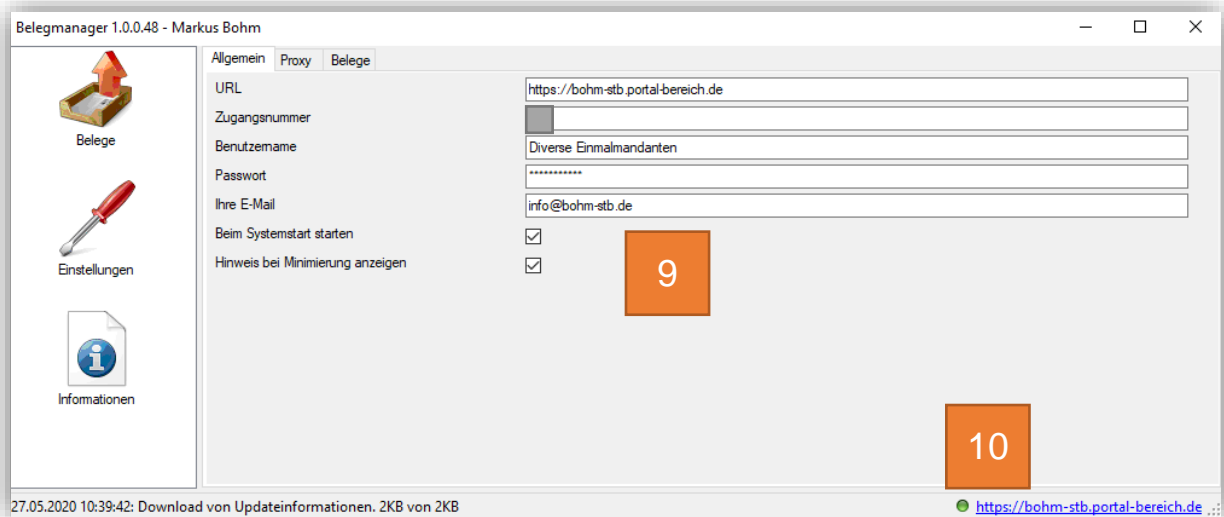 Belegmanager 1.0.0.48 - Markus Bohm
Allgemein Proxy Belege
URL https://bohm-stb.portal-bereich.de
Zugangsnummer
Benutzername Diverse Einmalmandanten
Passwort ***********
Ihre E-Mail info@bohm-stb.de
Beim Systemstart starten
Hinweis bei Minimierung anzeigen
9
Belege
Einstellungen
Informationen
10
27.05.2020 10:39:42: Download von Updateinformationen. 2KB von 2KB https://bohm-stb.portal-bereich.de